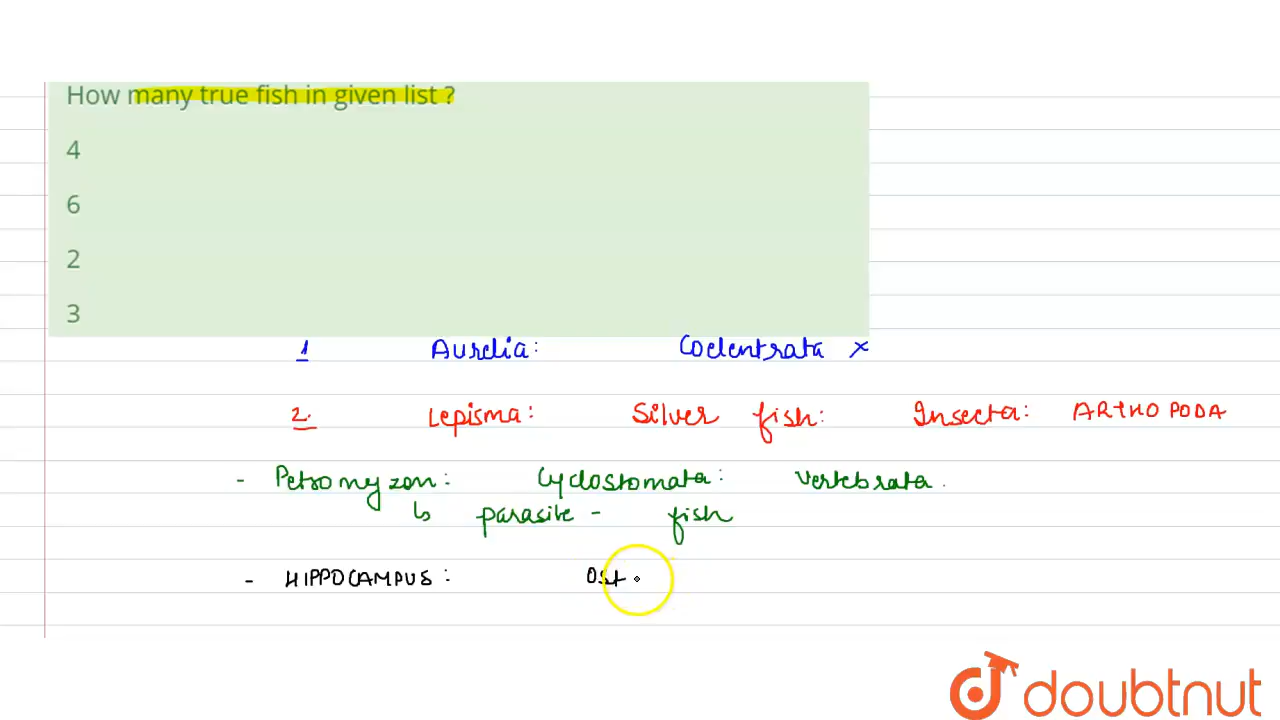 How many true fish in given list ?
4
6
2
3
1 Aurelia: Coelentrata ×
2. Lepisma: Silver fish: Insecta: ARTHOPODA
- Petromyzon: Cyclostomata: Vertebrata.
↳ parasite - fish
- HIPPOCAMPUS: Ost
doubtnut